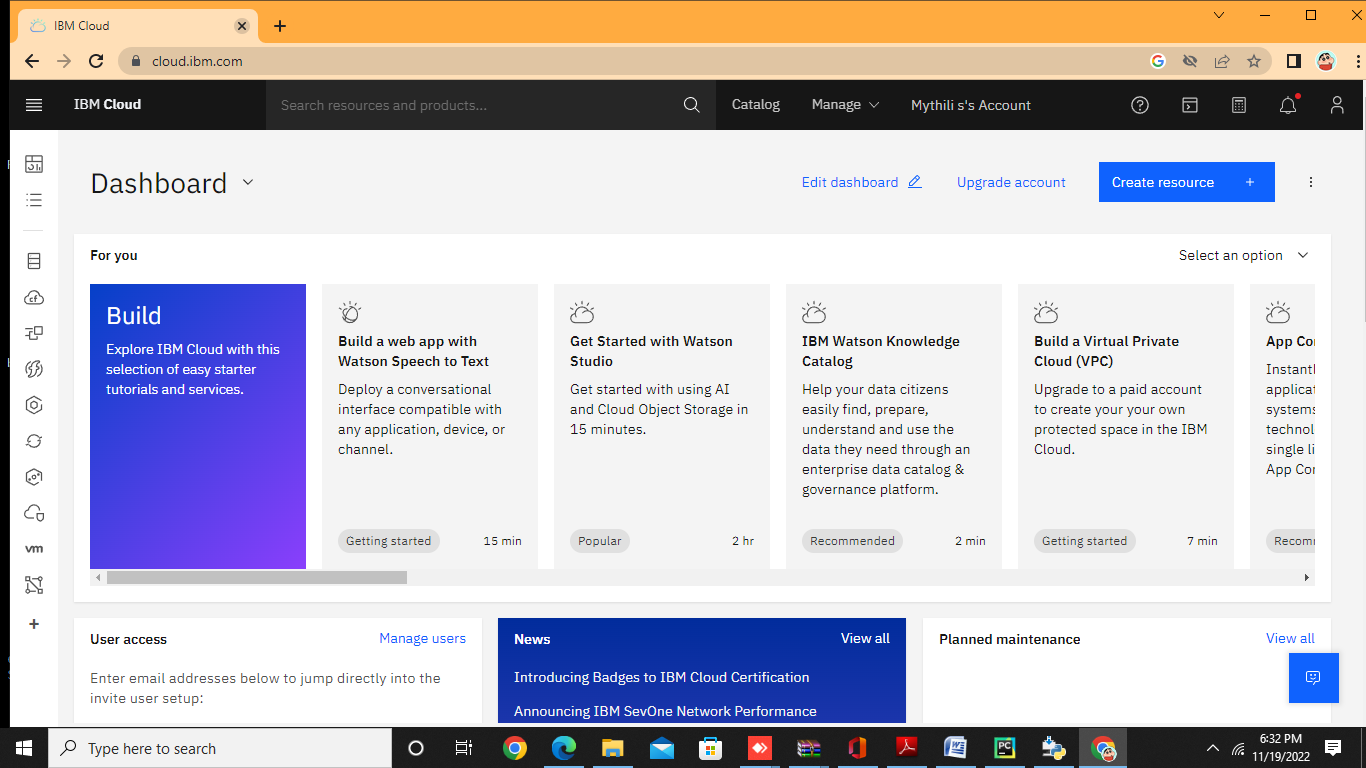 IBM Cloud
cloud.ibm.com
IBM Cloud
Search resources and products...
Catalog
Manage
Mythili s's Account
Dashboard
Edit dashboard
Upgrade account
Create resource +
For you
Select an option
Build
Explore IBM Cloud with this
selection of easy starter
tutorials and services.
Build a web app with
Watson Speech to Text
Deploy a conversational
interface compatible with
any application, device, or
channel.
Getting started
15 min
Get Started with Watson
Studio
Get started with using AI
and Cloud Object Storage in
15 minutes.
Popular
2 hr
IBM Watson Knowledge
Catalog
Help your data citizens
easily find, prepare,
understand and use the
data they need through an
enterprise data catalog &
governance platform.
Recommended
2 min
Build a Virtual Private
Cloud (VPC)
Upgrade to a paid account
to create your your own
protected space in the IBM
Cloud.
Getting started
7 min
App Co
Instant
applicat
systems
technol
single li
App Co
Recom
vm
User access
Manage users
Enter email addresses below to jump directly into the
invite user setup:
News
View all
Introducing Badges to IBM Cloud Certification
Announcing IBM SevOne Network Performance
Planned maintenance
View all
Type here to search
6:32 PM
11/19/2022